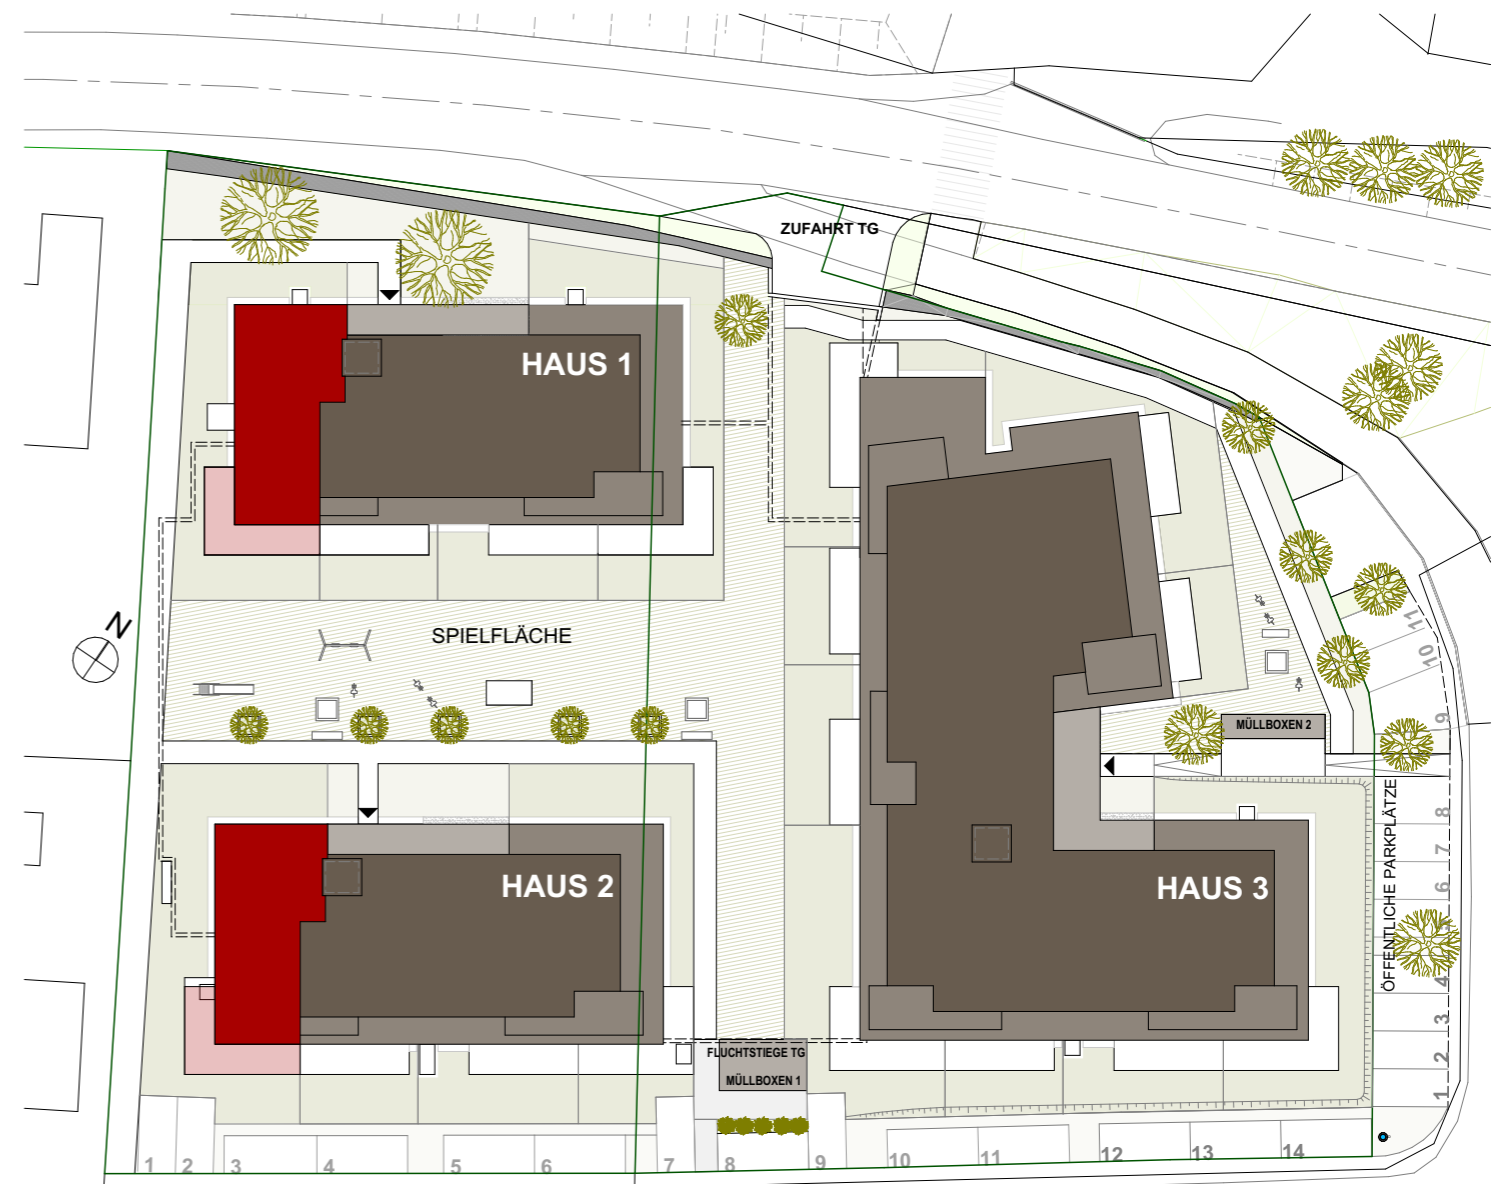 ZUFAHRT TG
HAUS 1
N
SPIELFLÄCHE
11
10
9
MÜLLBOXEN 2
ÖFFENTLICHE PARKPLÄTZE
8
7
6
HAUS 2
HAUS 3
4
3
2
1
FLUCHTSTIEGE TG
MÜLLBOXEN 1
1 2 3 4 5 6 7 8 9 10 11 12 13 14